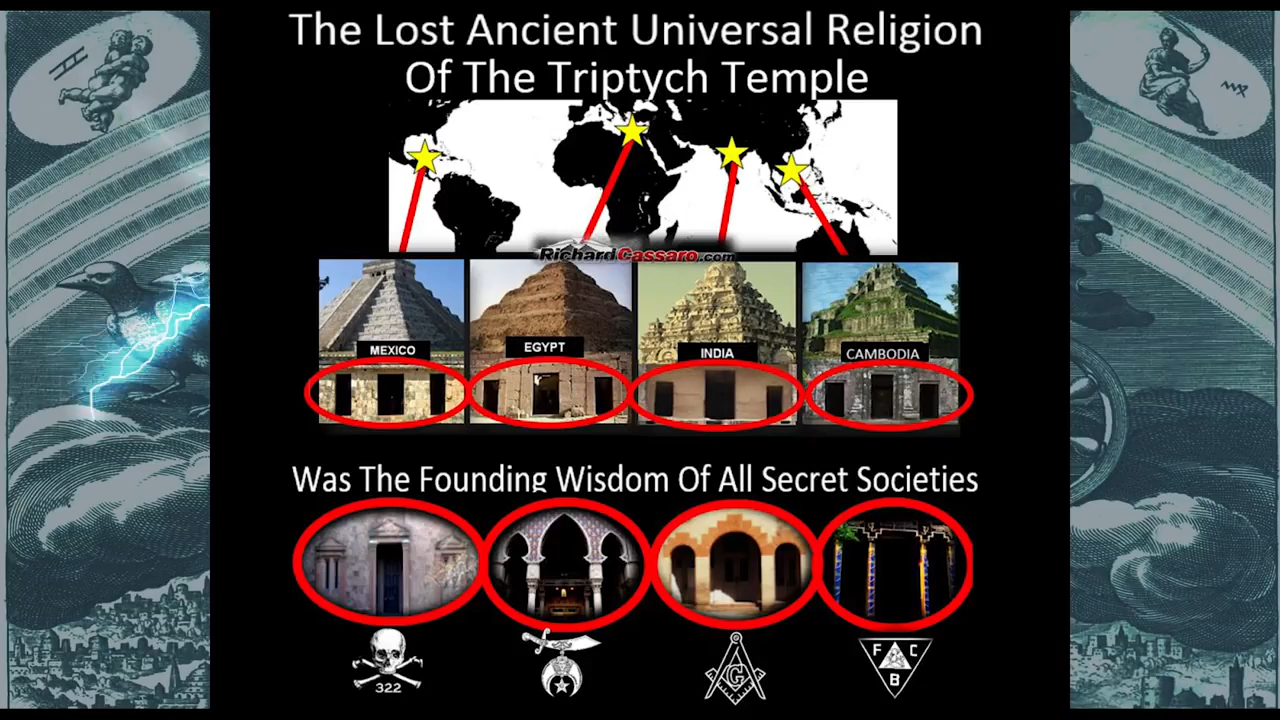 The Lost Ancient Universal Religion
Of The Triptych Temple
RichardCassaro.com
MEXICO
EGYPT
INDIA
CAMBODIA
Was The Founding Wisdom Of All Secret Societies
322
G
F C
B